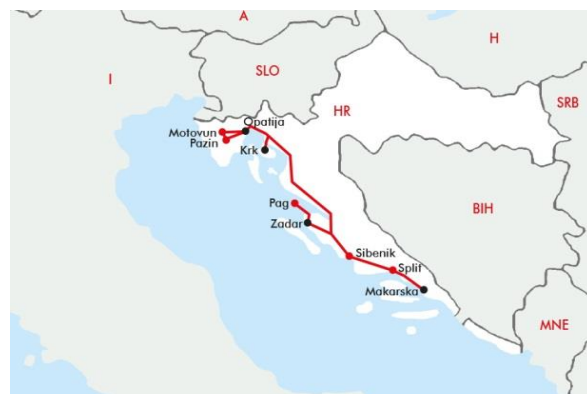 A
H
I
SLO
SRB
HR
Opatija
Motovun
Pazin
Krk
BIH
Pag
Zadar
Sibenik
Split
Makarska
MNE